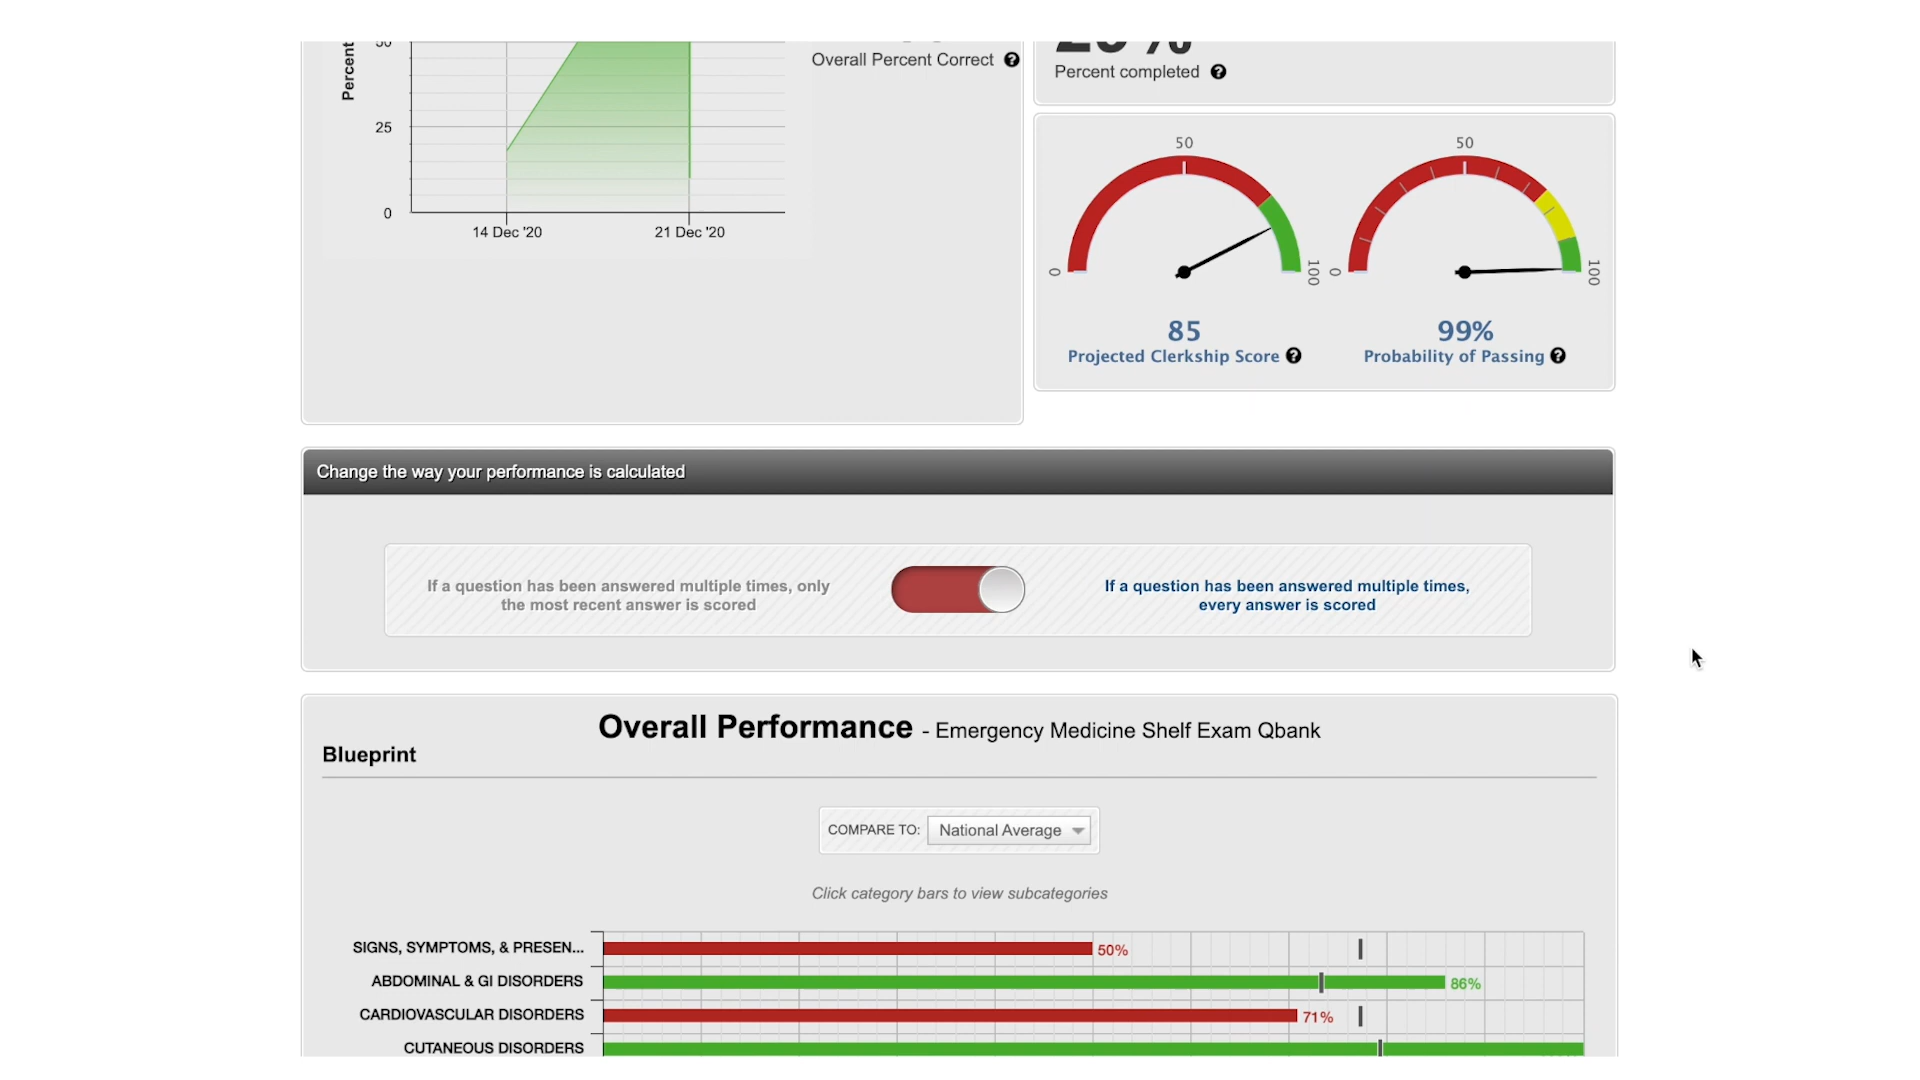 Percent
25
0
14 Dec '20
21 Dec '20
Overall Percent Correct
Percent completed
50
0
100
85
Projected Clerkship Score
50
0
100
99%
Probability of Passing
Change the way your performance is calculated
If a question has been answered multiple times, only
the most recent answer is scored
If a question has been answered multiple times,
every answer is scored
Overall Performance - Emergency Medicine Shelf Exam Qbank
Blueprint
COMPARE TO: National Average
Click category bars to view subcategories
SIGNS, SYMPTOMS, & PRESEN... 50%
ABDOMINAL & GI DISORDERS 86%
CARDIOVASCULAR DISORDERS 71%
CUTANEOUS DISORDERS